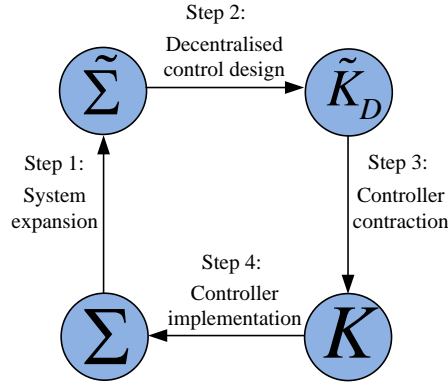 Step 2:
Decentralised
control design
Σ̃
K̃_D
Step 1:
System
expansion
Step 3:
Controller
contraction
Step 4:
Controller
implementation
Σ
K